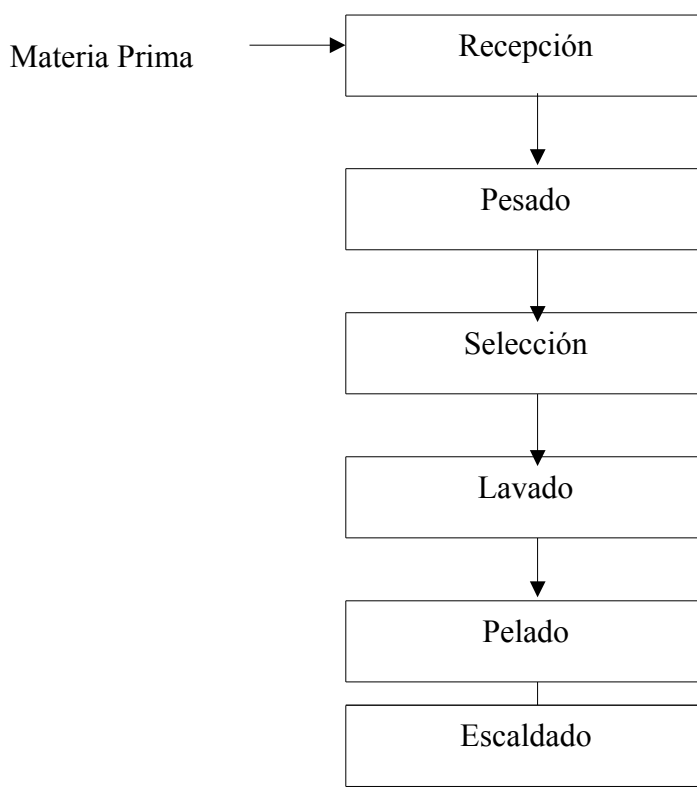 Materia Prima
Recepción
Pesado
Selección
Lavado
Pelado
Escaldado